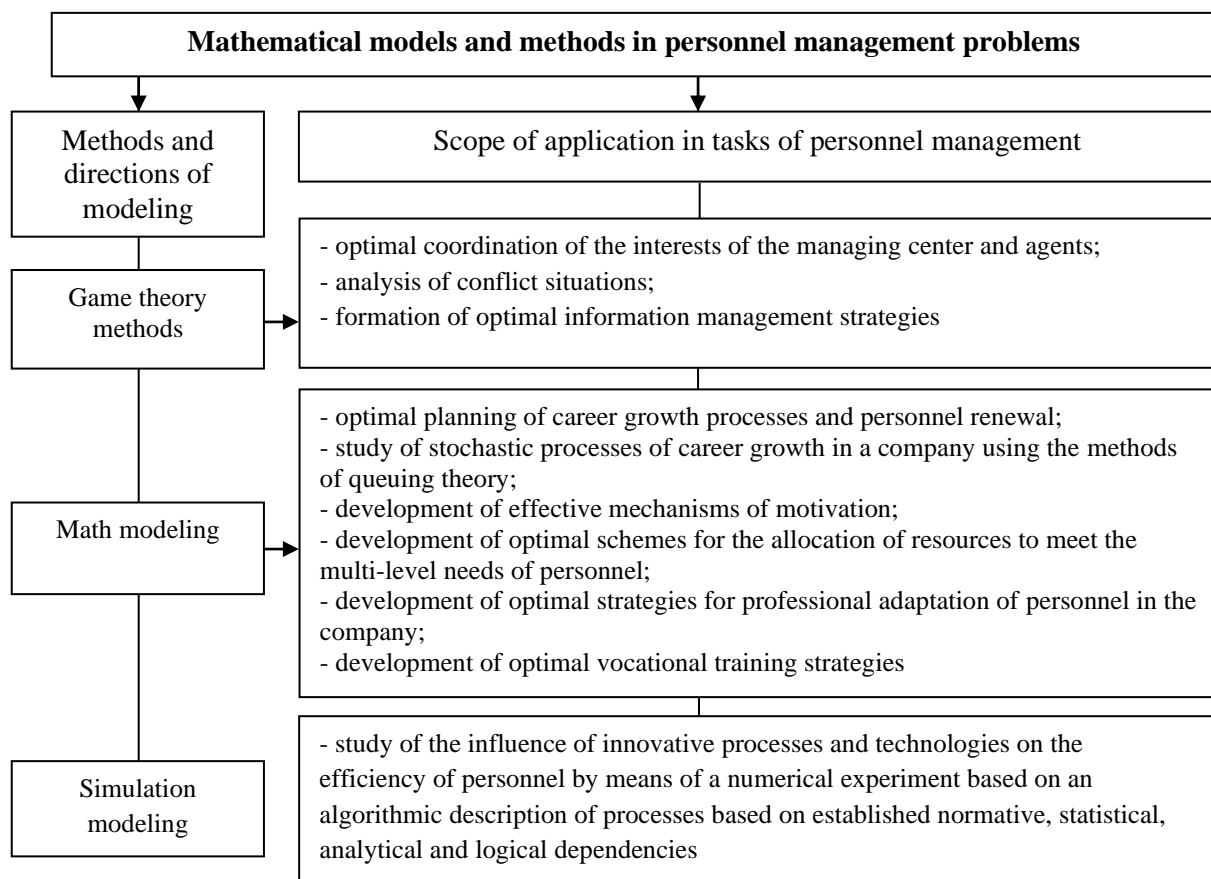 Mathematical models and methods in personnel management problems
Methods and
directions of
modeling
Scope of application in tasks of personnel management
Game theory
methods
- optimal coordination of the interests of the managing center and agents;
- analysis of conflict situations;
- formation of optimal information management strategies
Math modeling
- optimal planning of career growth processes and personnel renewal;
- study of stochastic processes of career growth in a company using the methods
of queuing theory;
- development of effective mechanisms of motivation;
- development of optimal schemes for the allocation of resources to meet the
multi-level needs of personnel;
- development of optimal strategies for professional adaptation of personnel in the
company;
- development of optimal vocational training strategies
Simulation
modeling
- study of the influence of innovative processes and technologies on the
efficiency of personnel by means of a numerical experiment based on an
algorithmic description of processes based on established normative, statistical,
analytical and logical dependencies